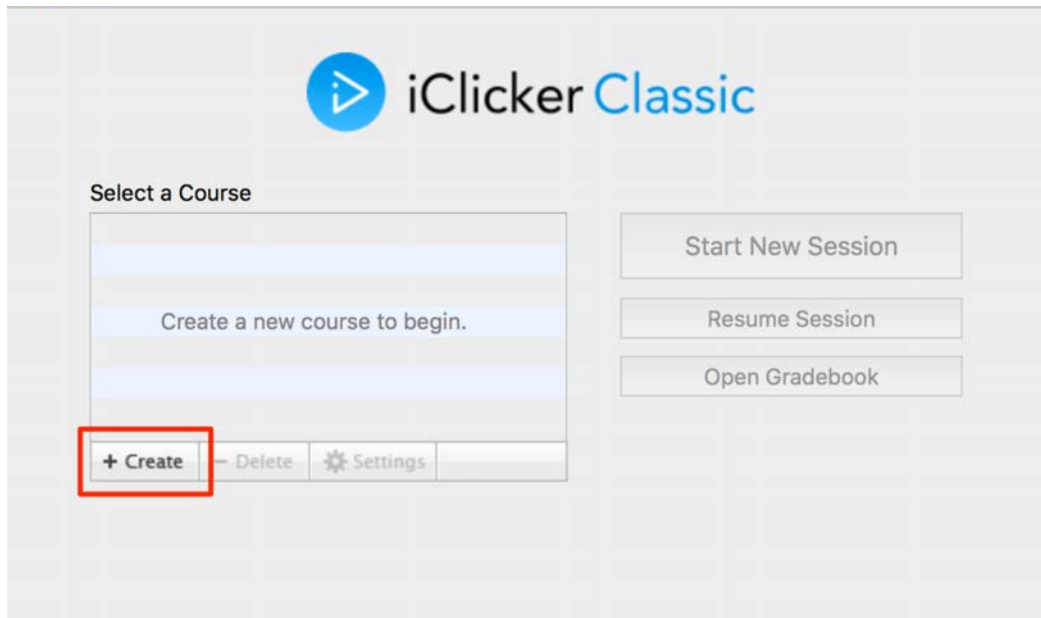 iClicker Classic
Select a Course
Create a new course to begin.
+ Create
− Delete
Settings
Start New Session
Resume Session
Open Gradebook